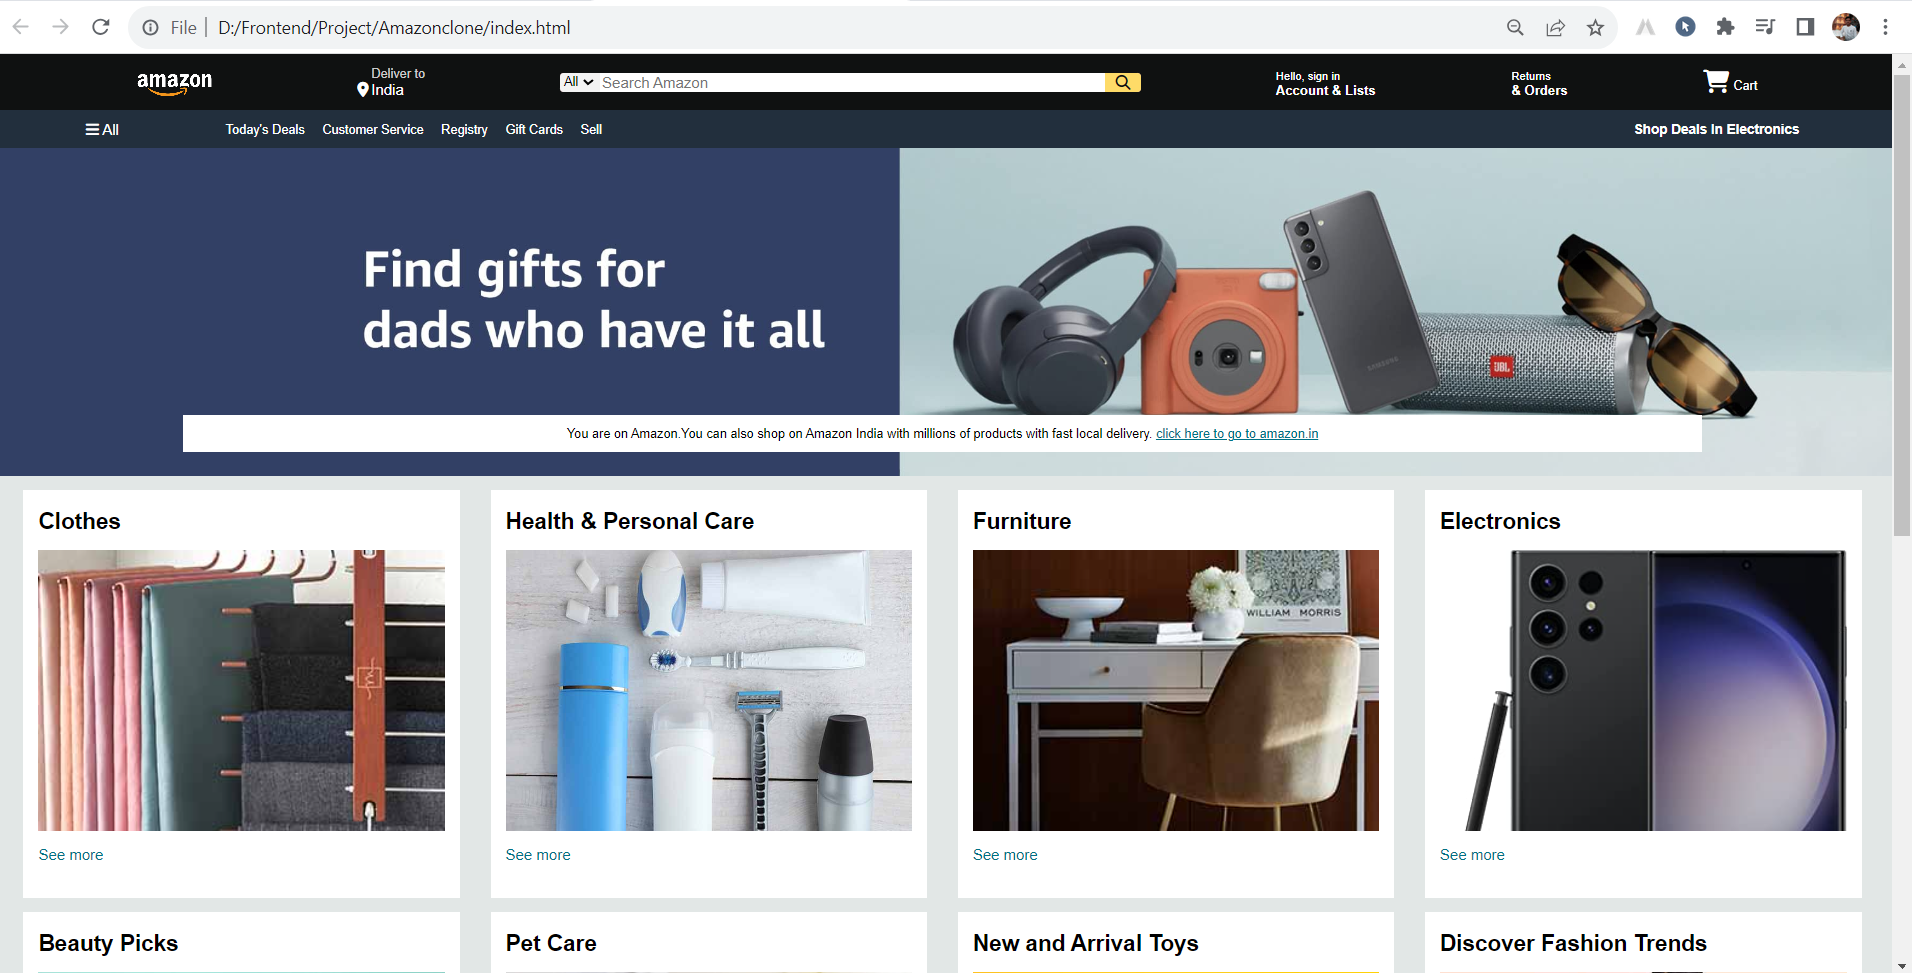 File D:/Frontend/Project/Amazonclone/index.html
amazon
Deliver to
India
All Search Amazon
Hello, sign in
Account & Lists
Returns
& Orders
Cart
All
Today's Deals Customer Service Registry Gift Cards Sell
Shop Deals In Electronics
Find gifts for
dads who have it all
SAMSUNG
JBL
You are on Amazon.You can also shop on Amazon India with millions of products with fast local delivery. click here to go to amazon.in
Clothes
See more
Health & Personal Care
See more
Furniture
WILLIAM MORRIS
See more
Electronics
See more
Beauty Picks
Pet Care
New and Arrival Toys
Discover Fashion Trends